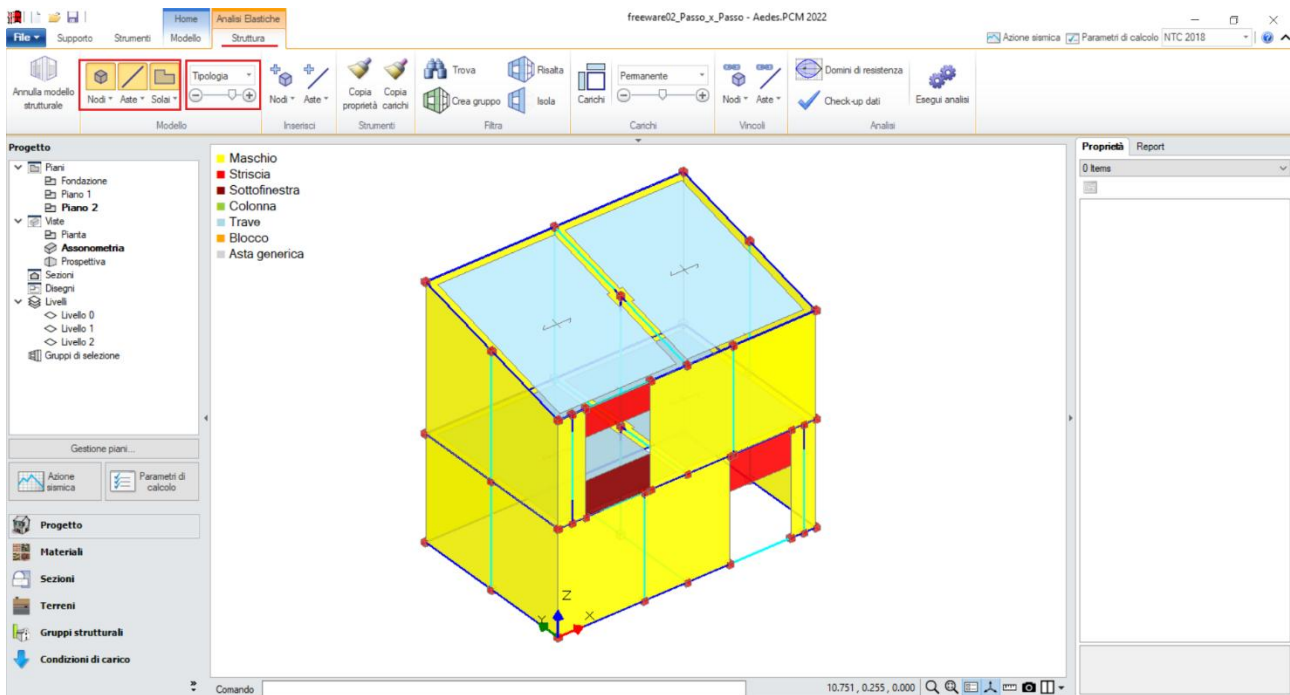 Home
Analisi Elastiche
freeware02_Passo_x_Passo - Aedes.PCM 2022
File
Supporto
Strumenti
Modello
Struttura
Azione sismica
Parametri di calcolo
NTC 2018
Annulla modello
strutturale
Nodi
Aste
Solai
Modello
Tipologia
Nodi
Aste
Inserisci
Copia
proprietà
Copia
carichi
Strumenti
Trova
Crea gruppo
Risalta
Isola
Filtra
Carichi
Permanente
Carichi
Nodi
Aste
Vincoli
Domini di resistenza
Check-up dati
Esegui analisi
Analisi
Progetto
Piani
Fondazione
Piano 1
Piano 2
Viste
Pianta
Assonometria
Prospettiva
Sezioni
Disegni
Livelli
Livello 0
Livello 1
Livello 2
Gruppi di selezione
Gestione piani...
Azione
sismica
Parametri di
calcolo
Progetto
Materiali
Sezioni
Terreni
Gruppi strutturali
Condizioni di carico
Maschio
Striscia
Sottofinestra
Colonna
Trave
Blocco
Asta generica
Z
Y
X
Proprietà
Report
0 Items
Comando
10.751 , 0.255 , 0.000